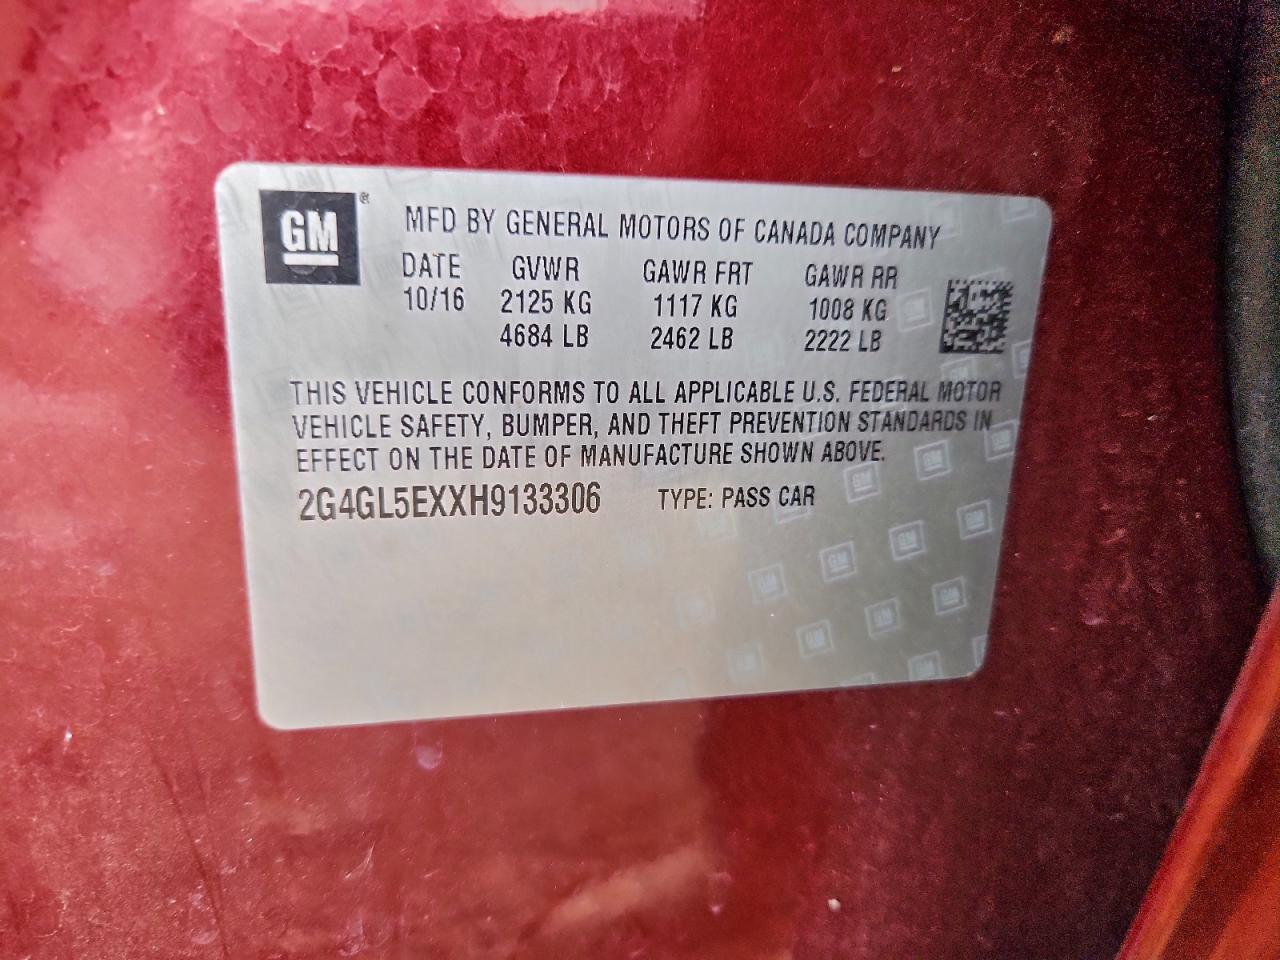 GM ®
MFD BY GENERAL MOTORS OF CANADA COMPANY
DATE GVWR GAWR FRT GAWR RR
10/16 2125 KG 1117 KG 1008 KG
4684 LB 2462 LB 2222 LB
THIS VEHICLE CONFORMS TO ALL APPLICABLE U.S. FEDERAL MOTOR
VEHICLE SAFETY, BUMPER, AND THEFT PREVENTION STANDARDS IN
EFFECT ON THE DATE OF MANUFACTURE SHOWN ABOVE.
2G4GL5EXXH9133306 TYPE: PASS CAR